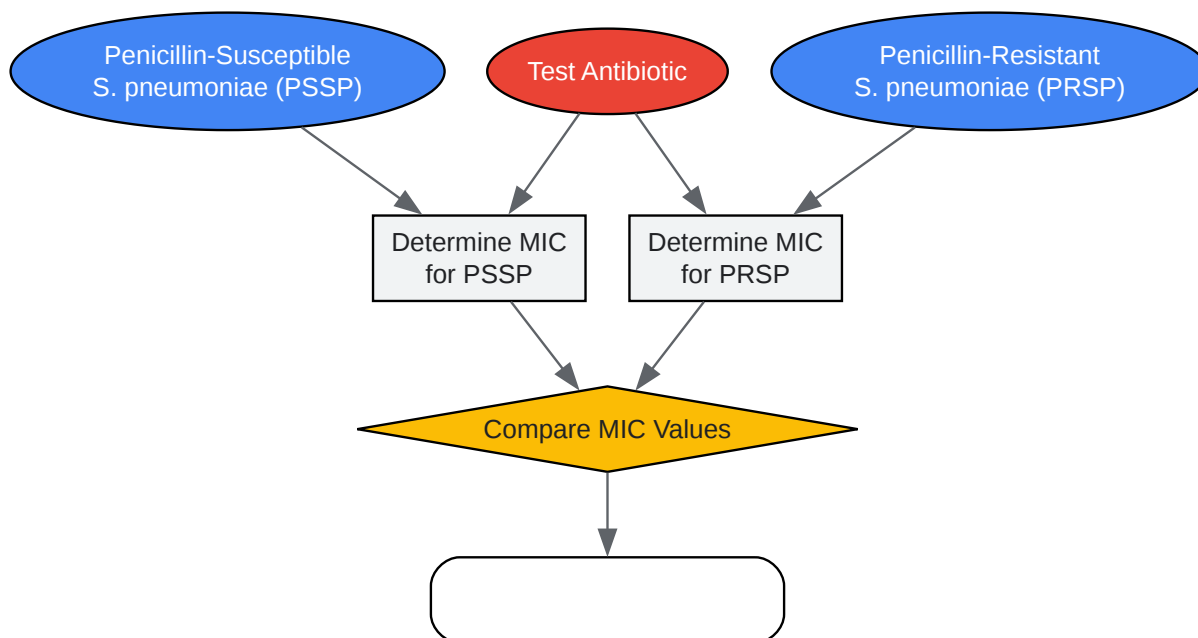 Penicillin-Susceptible
S. pneumoniae (PSSP)
Test Antibiotic
Penicillin-Resistant
S. pneumoniae (PRSP)
Determine MIC
for PSSP
Determine MIC
for PRSP
Compare MIC Values